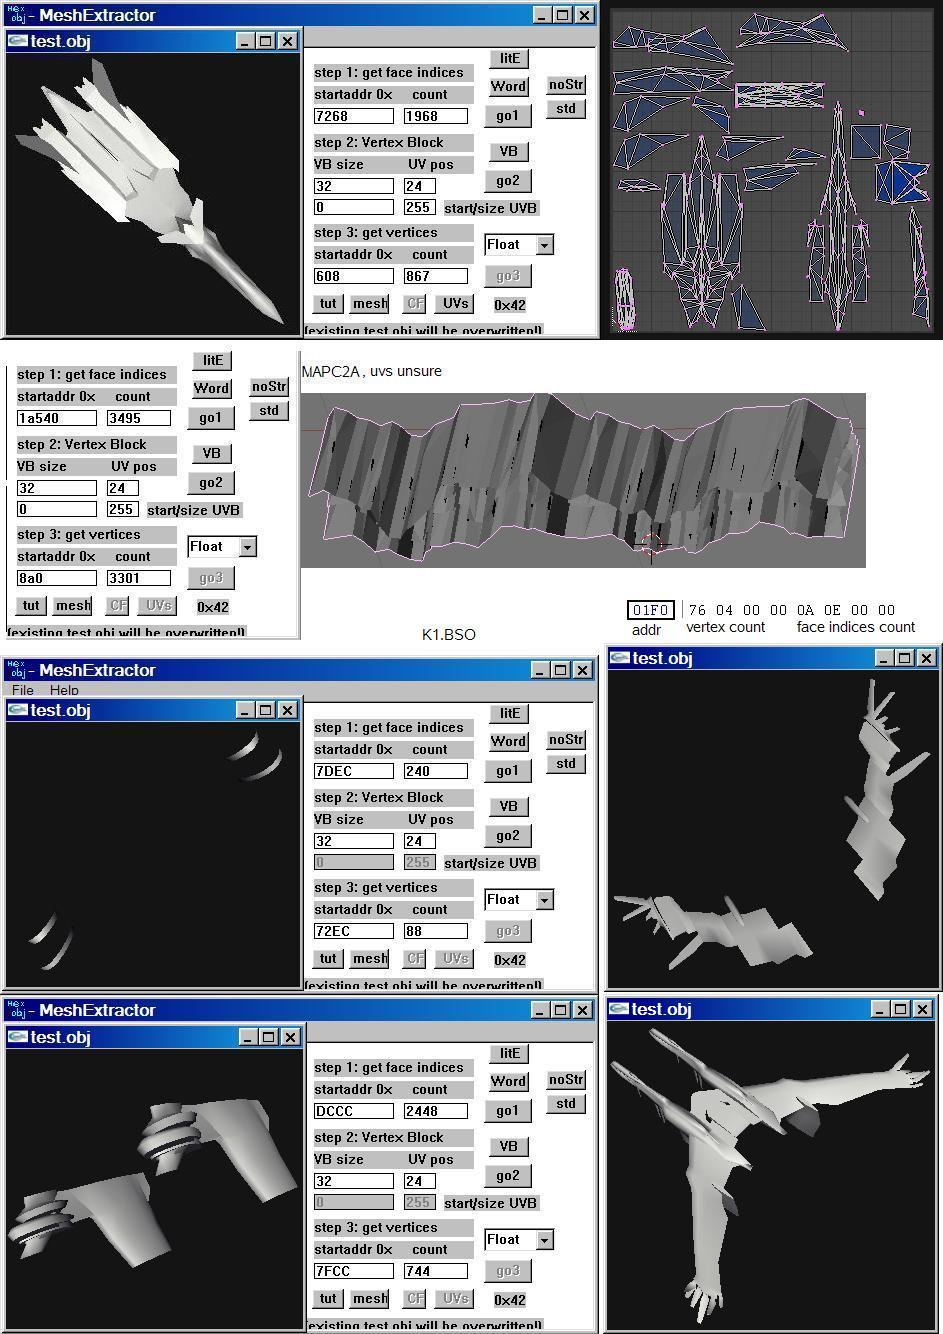 Hex
obj - MeshExtractor
test.obj
litE
step 1: get face indices
Word
noStr
startaddr 0x count
std
7268 1968
go1
step 2: Vertex Block
VB
VB size UV pos
go2
32 24
0 255 start/size UVB
step 3: get vertices
Float
startaddr 0x count
608 867
go3
tut mesh CF UVs 0x42
(existing test obj will be overwritten!)
litE
step 1: get face indices
Word
noStr
startaddr 0x count
std
1a540 3495
go1
step 2: Vertex Block
VB
VB size UV pos
go2
32 24
0 255 start/size UVB
step 3: get vertices
Float
startaddr 0x count
8a0 3301
go3
tut mesh CF UVs 0x42
(existing test obj will be overwritten!)
MAPC2A , uvs unsure
01F0 76 04 00 00 0A 0E 00 00
addr vertex count face indices count
K1.BSO
Hex
obj - MeshExtractor
File Help
test.obj
litE
step 1: get face indices
Word
noStr
startaddr 0x count
std
7DEC 240
go1
step 2: Vertex Block
VB
VB size UV pos
go2
32 24
0 255 start/size UVB
step 3: get vertices
Float
startaddr 0x count
72EC 88
go3
tut mesh CF UVs 0x42
(existing test obj will be overwritten!)
test.obj
Hex
obj - MeshExtractor
test.obj
litE
step 1: get face indices
Word
noStr
startaddr 0x count
std
DCCC 2448
go1
step 2: Vertex Block
VB
VB size UV pos
go2
32 24
0 255 start/size UVB
step 3: get vertices
Float
startaddr 0x count
7FCC 744
go3
tut mesh CF UVs 0x42
(existing test obj will be overwritten!)
test.obj